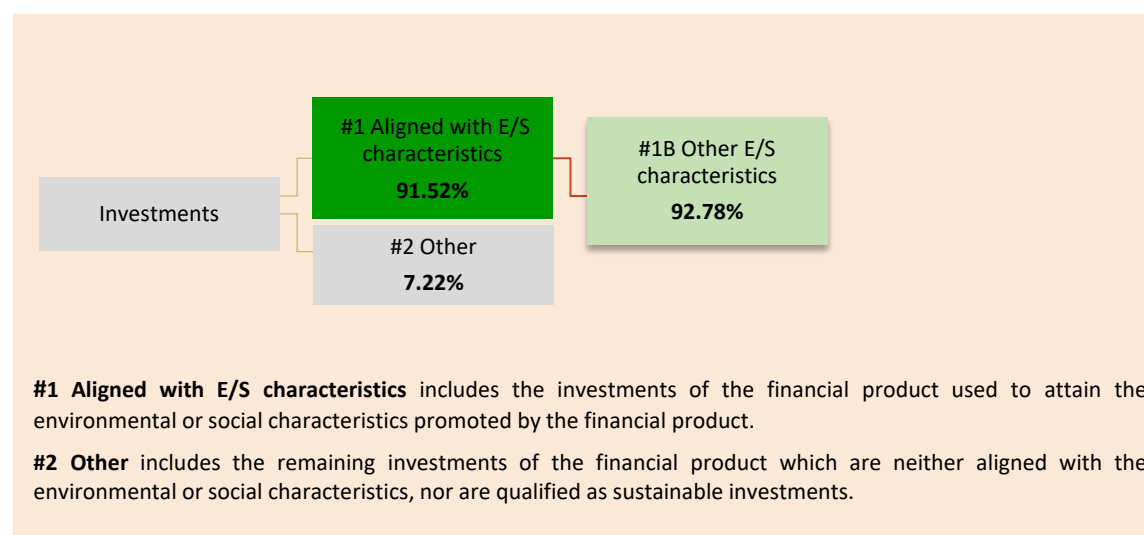 #1 Aligned with E/S
characteristics
91.52%
#1B Other E/S
characteristics
92.78%
Investments
#2 Other
7.22%
#1 Aligned with E/S characteristics includes the investments of the financial product used to attain the
environmental or social characteristics promoted by the financial product.
#2 Other includes the remaining investments of the financial product which are neither aligned with the
environmental or social characteristics, nor are qualified as sustainable investments.